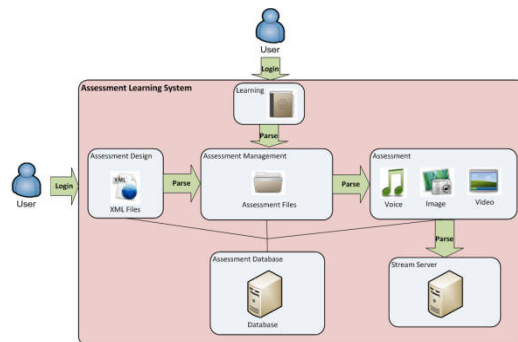 User
Login
Assessment Learning System
Learning
Parse
Assessment Design
Assessment Management
Assessment
XML
Parse
Parse
Login
User
XML Files
Assessment Files
Voice
Image
Video
Parse
Assessment Database
Stream Server
Database